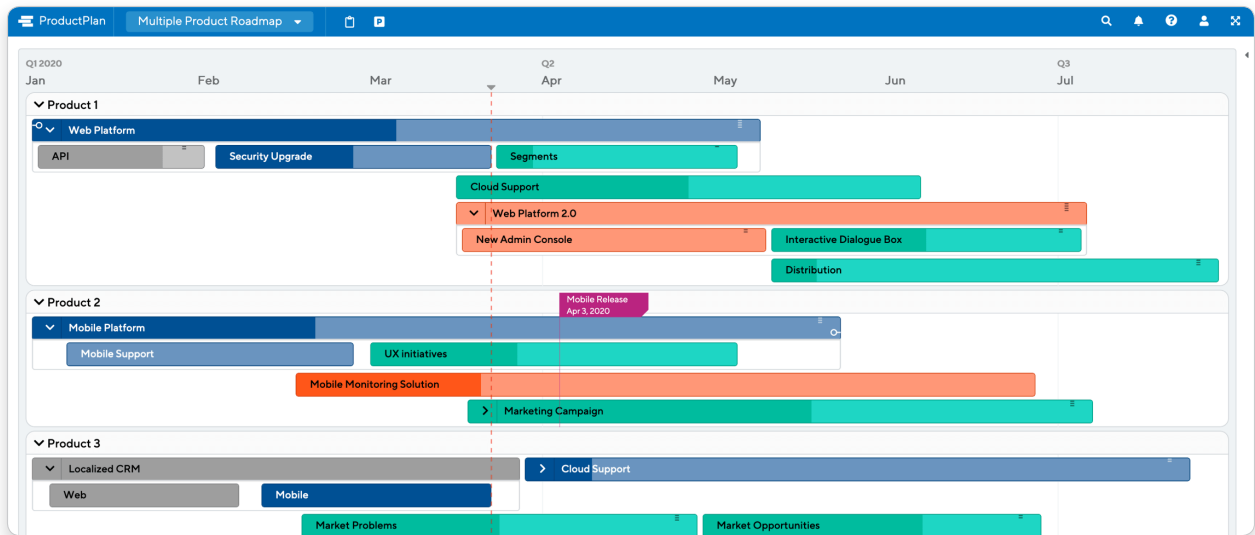 ProductPlan
Multiple Product Roadmap
P
?
Q1 2020
Q2
Q3
Jan
Feb
Mar
Apr
May
Jun
Jul
Product 1
Web Platform
API
Security Upgrade
Segments
Cloud Support
Web Platform 2.0
New Admin Console
Interactive Dialogue Box
Distribution
Product 2
Mobile Release
Apr 3, 2020
Mobile Platform
Mobile Support
UX initiatives
Mobile Monitoring Solution
Marketing Campaign
Product 3
Localized CRM
Cloud Support
Web
Mobile
Market Problems
Market Opportunities